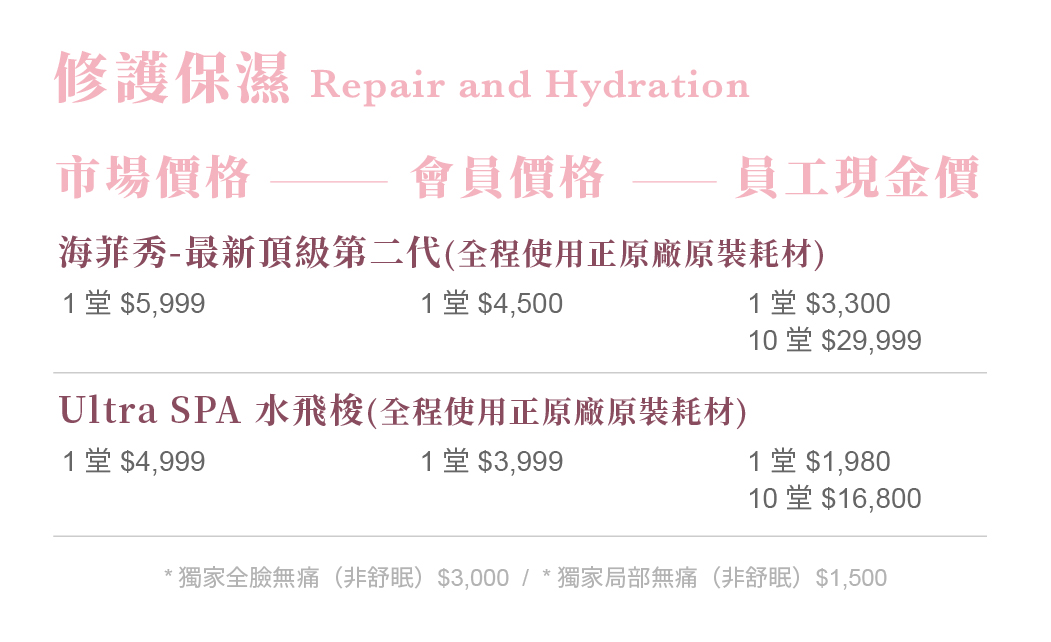 修護保濕 Repair and Hydration
市場價格 會員價格 員工現金價
海菲秀-最新頂級第二代(全程使用正原廠原裝耗材)
1 堂 $5,999 1 堂 $4,500 1 堂 $3,300
10 堂 $29,999
Ultra SPA 水飛梭(全程使用正原廠原裝耗材)
1 堂 $4,999 1 堂 $3,999 1 堂 $1,980
10 堂 $16,800
* 獨家全臉無痛（非舒眠）$3,000 / * 獨家局部無痛（非舒眠）$1,500